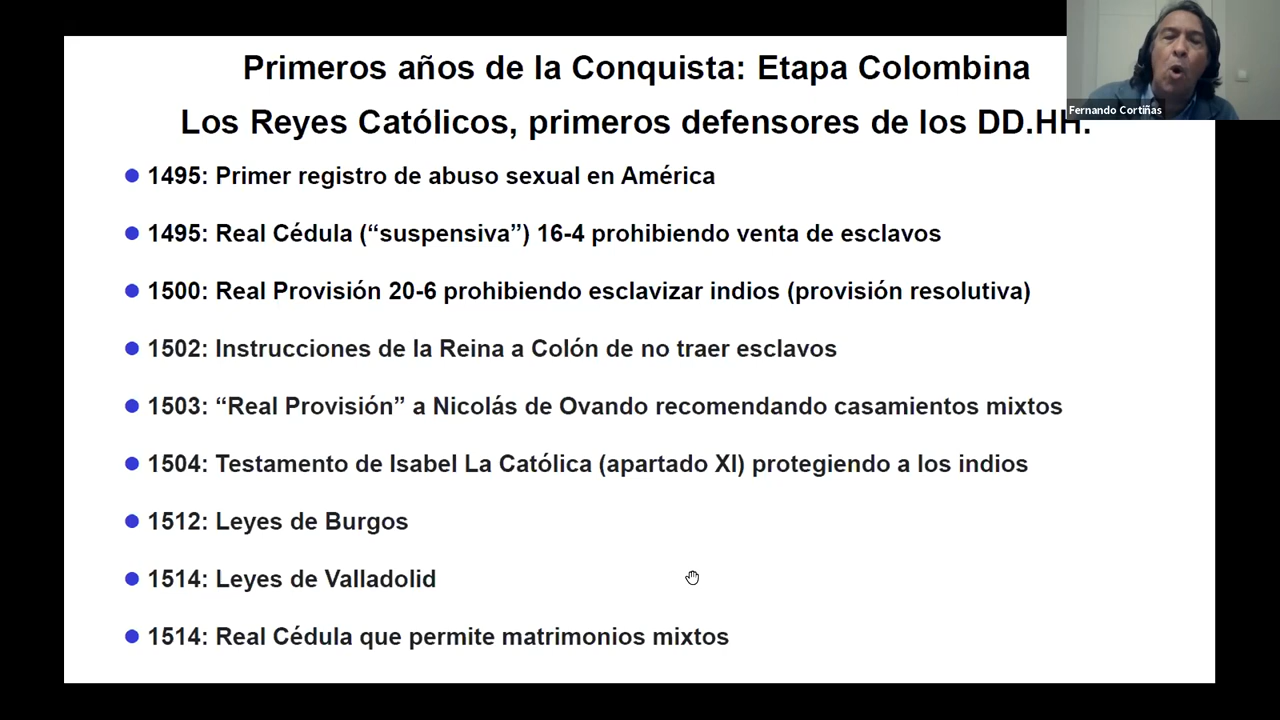 Primeros años de la Conquista: Etapa Colombina
Los Reyes Católicos, primeros defensores de los DD.HH.
Fernando Cortiñas
1495: Primer registro de abuso sexual en América
1495: Real Cédula (“suspensiva”) 16-4 prohibiendo venta de esclavos
1500: Real Provisión 20-6 prohibiendo esclavizar indios (provisión resolutiva)
1502: Instrucciones de la Reina a Colón de no traer esclavos
1503: “Real Provisión” a Nicolás de Ovando recomendando casamientos mixtos
1504: Testamento de Isabel La Católica (apartado XI) protegiendo a los indios
1512: Leyes de Burgos
1514: Leyes de Valladolid
1514: Real Cédula que permite matrimonios mixtos